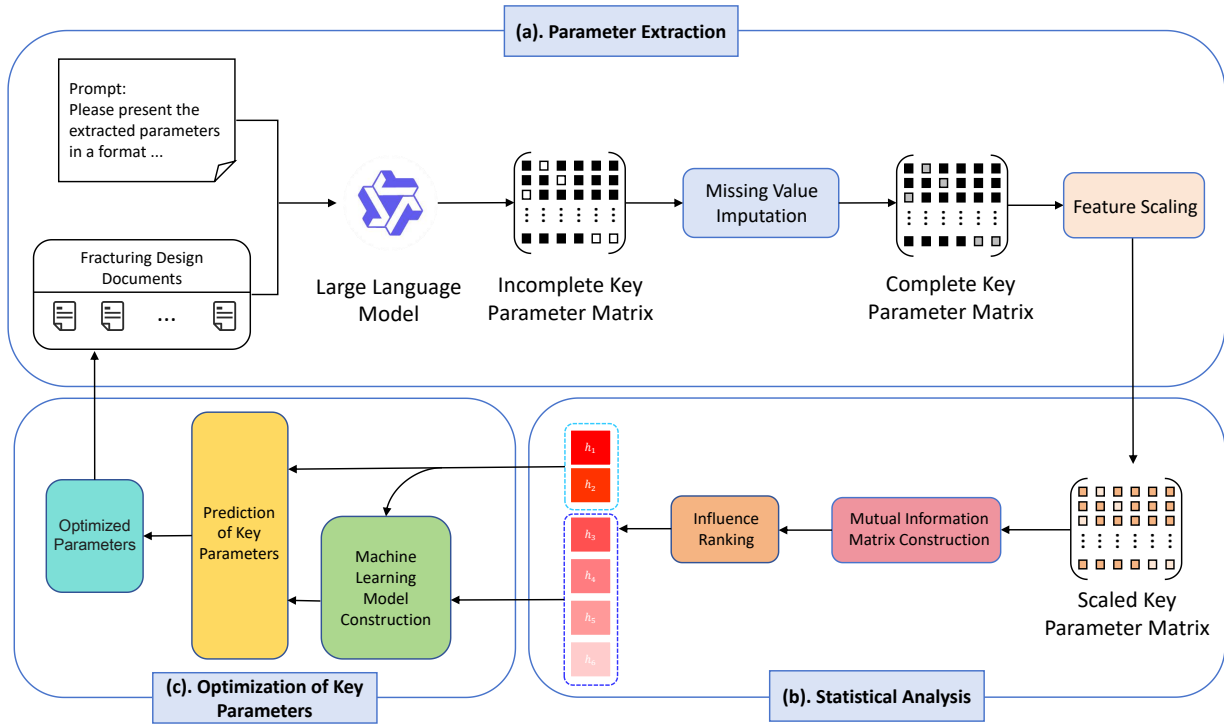 (a). Parameter Extraction
Prompt:
Please present the
extracted parameters
in a format ...
Fracturing Design
Documents
...
Large Language
Model
Incomplete Key
Parameter Matrix
Missing Value
Imputation
Complete Key
Parameter Matrix
Feature Scaling
Optimized
Parameters
Prediction
of Key
Parameters
Machine
Learning
Model
Construction
(c). Optimization of Key
Parameters
h₁
h₂
h₃
h₄
h₅
h₆
Influence
Ranking
Mutual Information
Matrix Construction
Scaled Key
Parameter Matrix
(b). Statistical Analysis